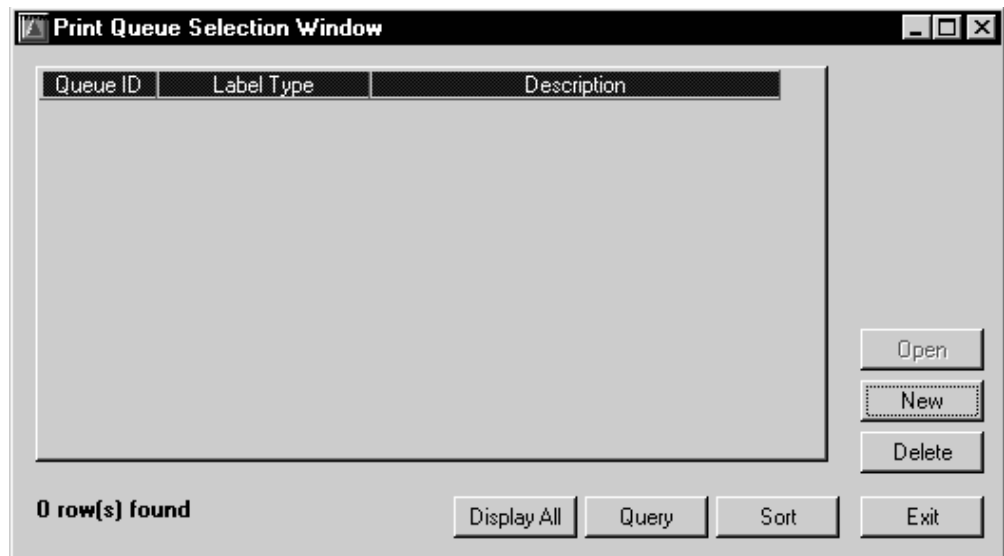 Print Queue Selection Window
Queue ID Label Type Description
Open
New
Delete
0 row(s) found
Display All Query Sort Exit